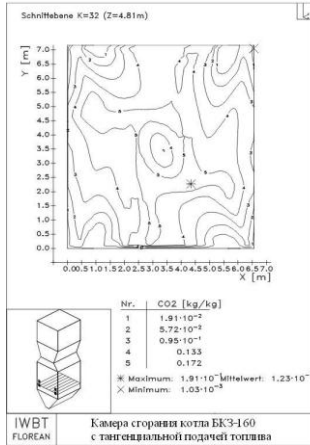 Schnittebene K=32 (Z=4.81m)
Y [m]
7.0
6.5
6.0
5.5
5.0
4.5
4.0
3.5
3.0
2.5
2.0
1.5
1.0
0.5
0.0
0.00.51.01.52.02.53.03.54.04.55.05.56.06.57.0
X [m]
Nr. CO2 [kg/kg]
1 1.91·10⁻²
2 5.72·10⁻²
3 0.95·10⁻¹
4 0.133
5 0.172
Maximum: 1.91·10⁻¹ Mittelwert: 1.23·10
Minimum: 1.03·10⁻³
IWBT
FLOREAN
Камера сгорания котла БКЗ-160
с тангенциальной подачей топлива